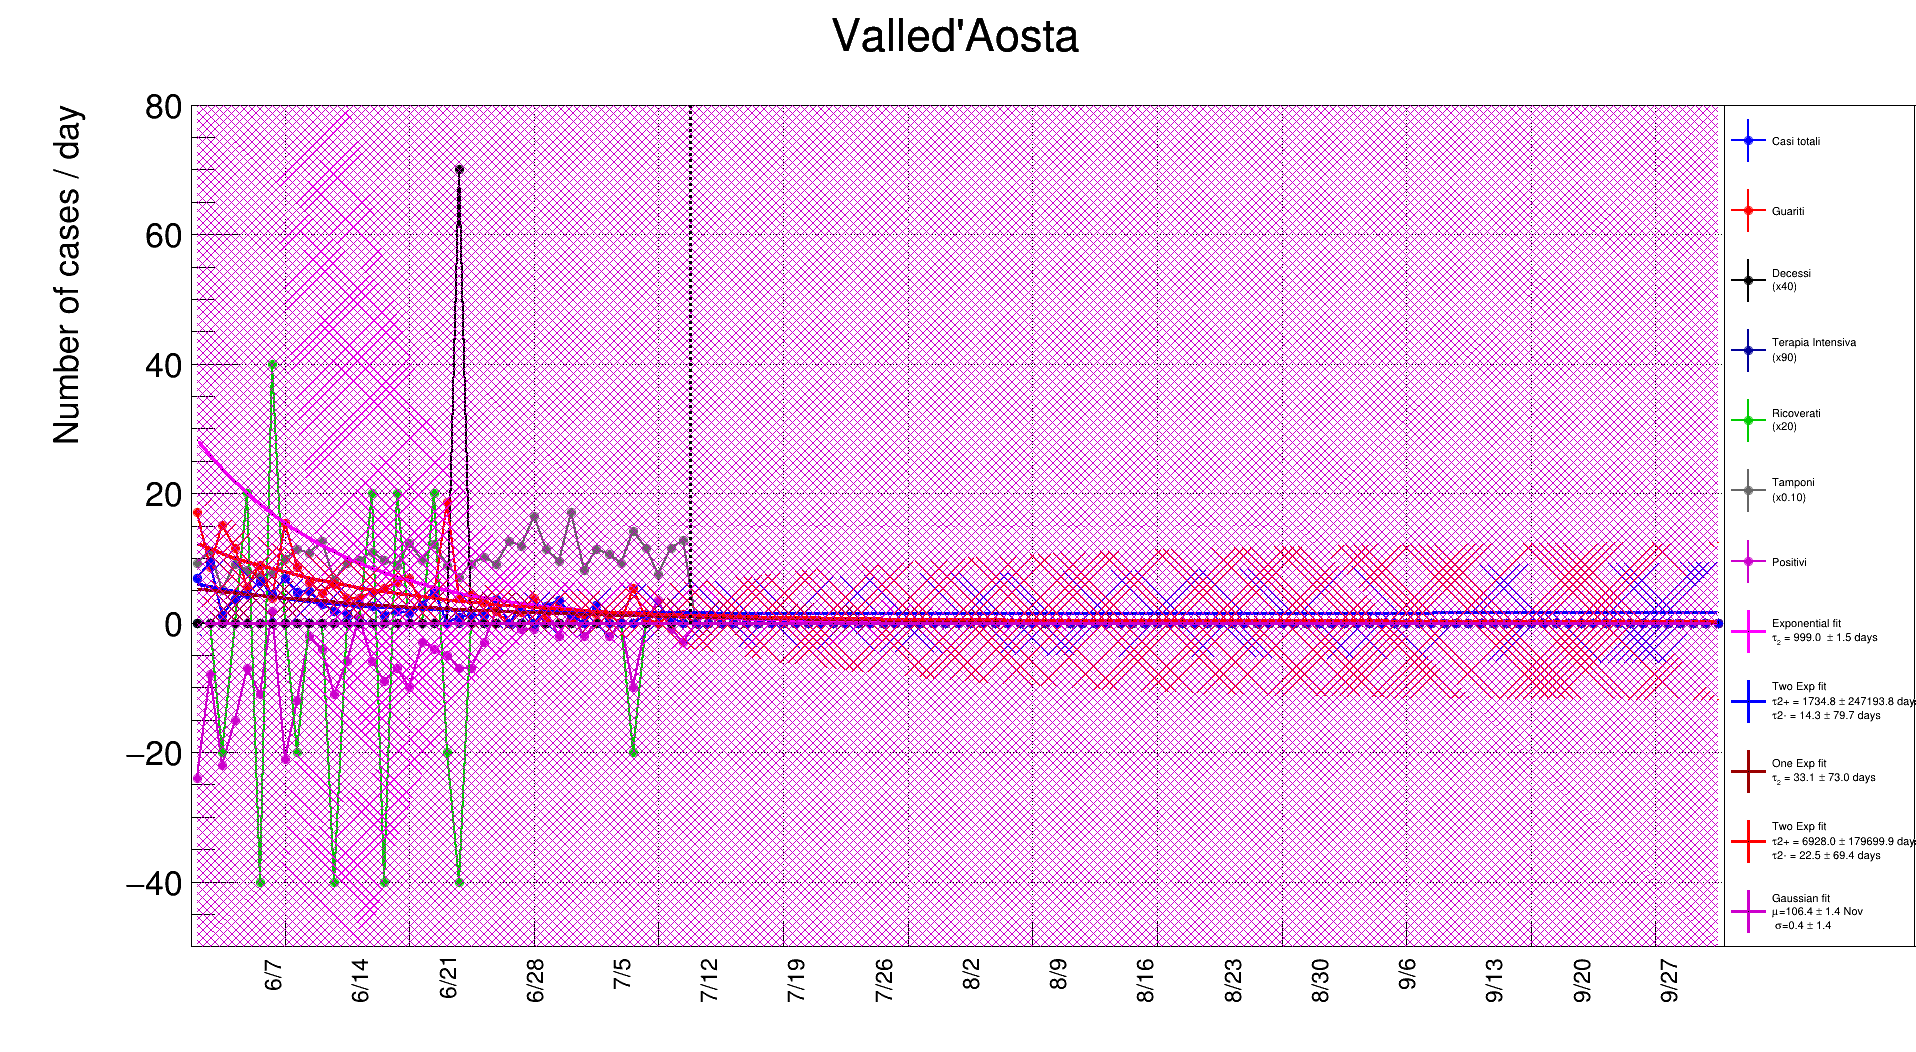 Valled'Aosta
Number of cases / day
80
60
40
20
0
−20
−40
6/7
6/14
6/21
6/28
7/5
7/12
7/19
7/26
8/2
8/9
8/16
8/23
8/30
9/6
9/13
9/20
9/27
Casi totali
Guariti
Decessi
(x40)
Terapia Intensiva
(x90)
Ricoverati
(x20)
Tamponi
(x0.10)
Positivi
Exponential fit
τ2 = 999.0 ± 1.5 days
Two Exp fit
τ2+ = 1734.8 ± 247193.8 day
τ2- = 14.3 ± 79.7 days
One Exp fit
τ2 = 33.1 ± 73.0 days
Two Exp fit
τ2+ = 6928.0 ± 179699.9 day
τ2- = 22.5 ± 69.4 days
Gaussian fit
μ=106.4 ± 1.4 Nov
σ=0.4 ± 1.4